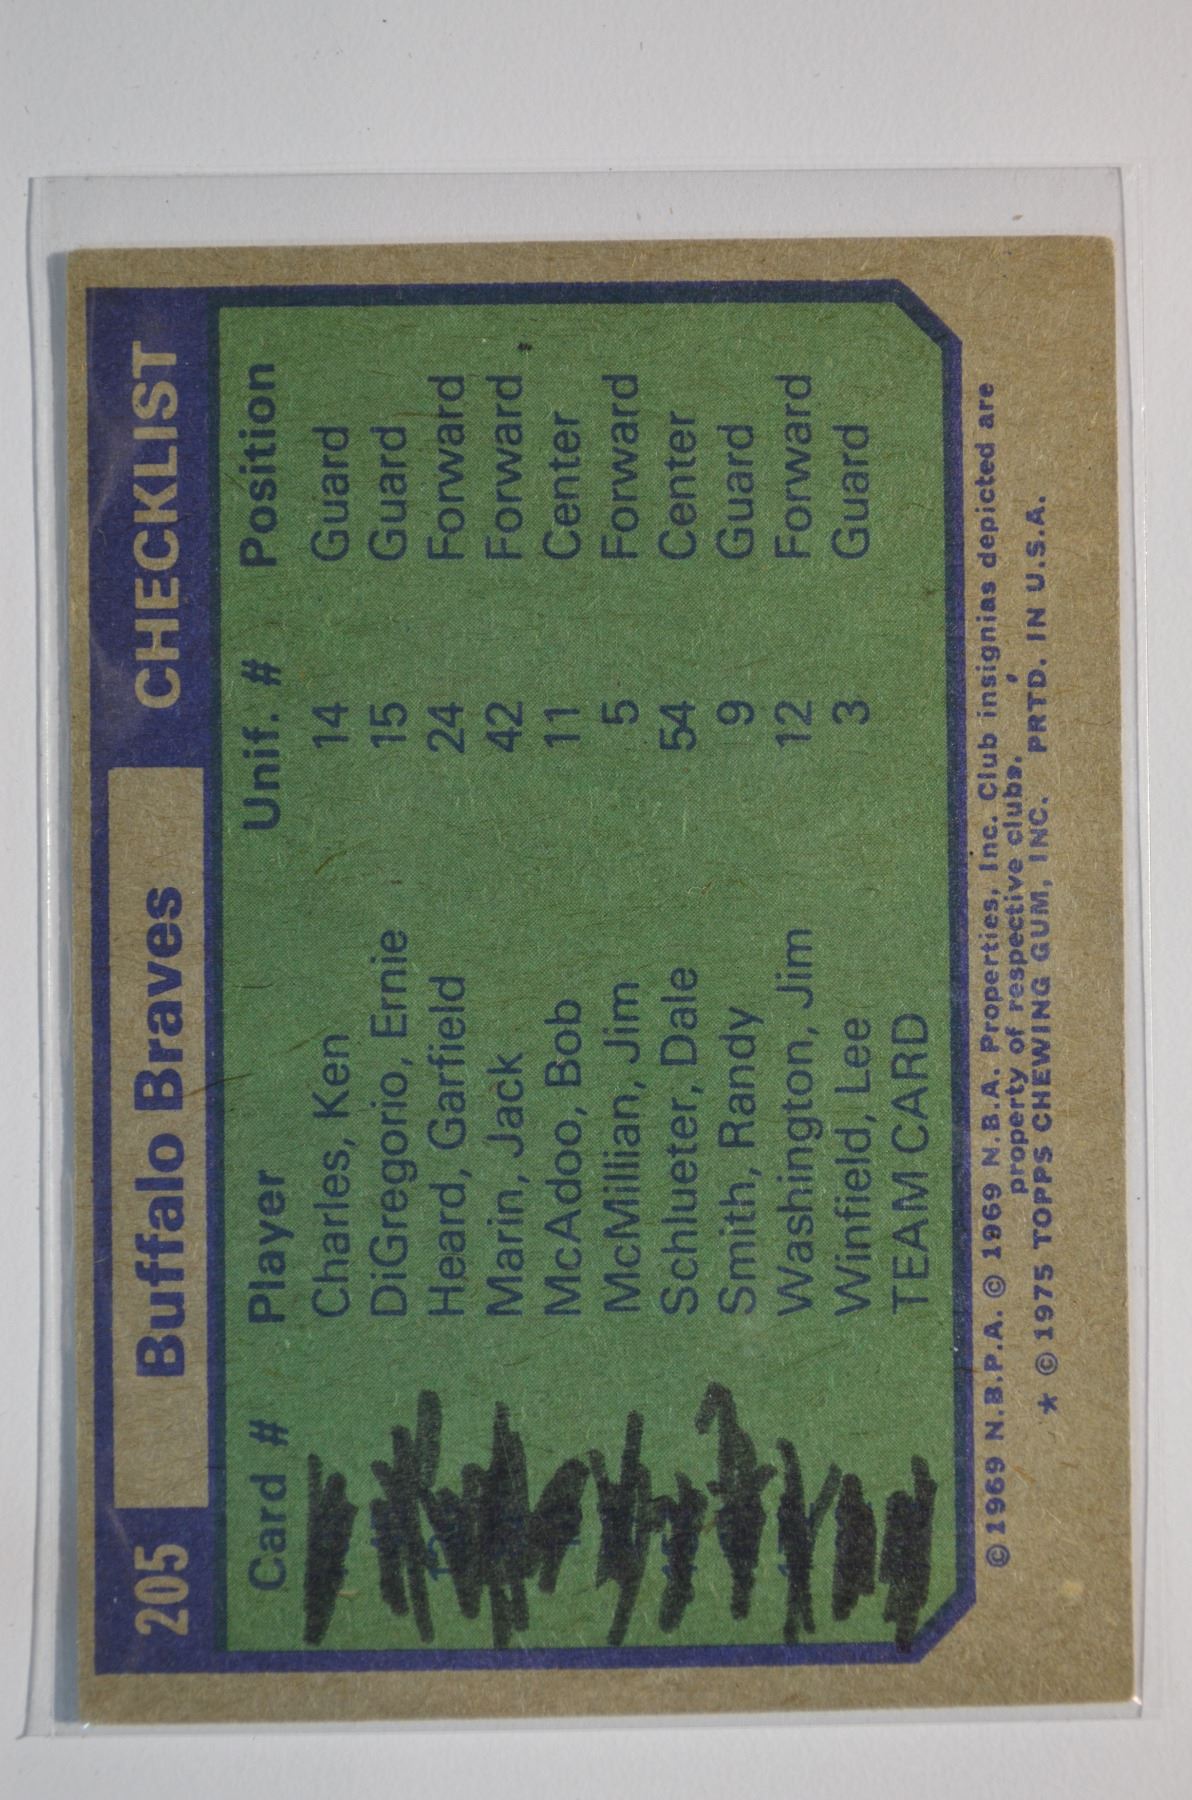 205 Buffalo Braves CHECKLIST
Card # Player Unif. # Position
Charles, Ken 14 Guard
DiGregorio, Ernie 15 Guard
Heard, Garfield 24 Forward
Marin, Jack 42 Forward
McAdoo, Bob 11 Center
McMillian, Jim 5 Forward
Schlueter, Dale 54 Center
Smith, Randy 9 Guard
Washington, Jim 12 Forward
Winfield, Lee 3 Guard
TEAM CARD
© 1969 N.B.P.A. © 1969 N.B.A. Properties, Inc. Club insignias depicted are
property of respective clubs.
* © 1975 TOPPS CHEWING GUM, INC. PRTD. IN U.S.A.